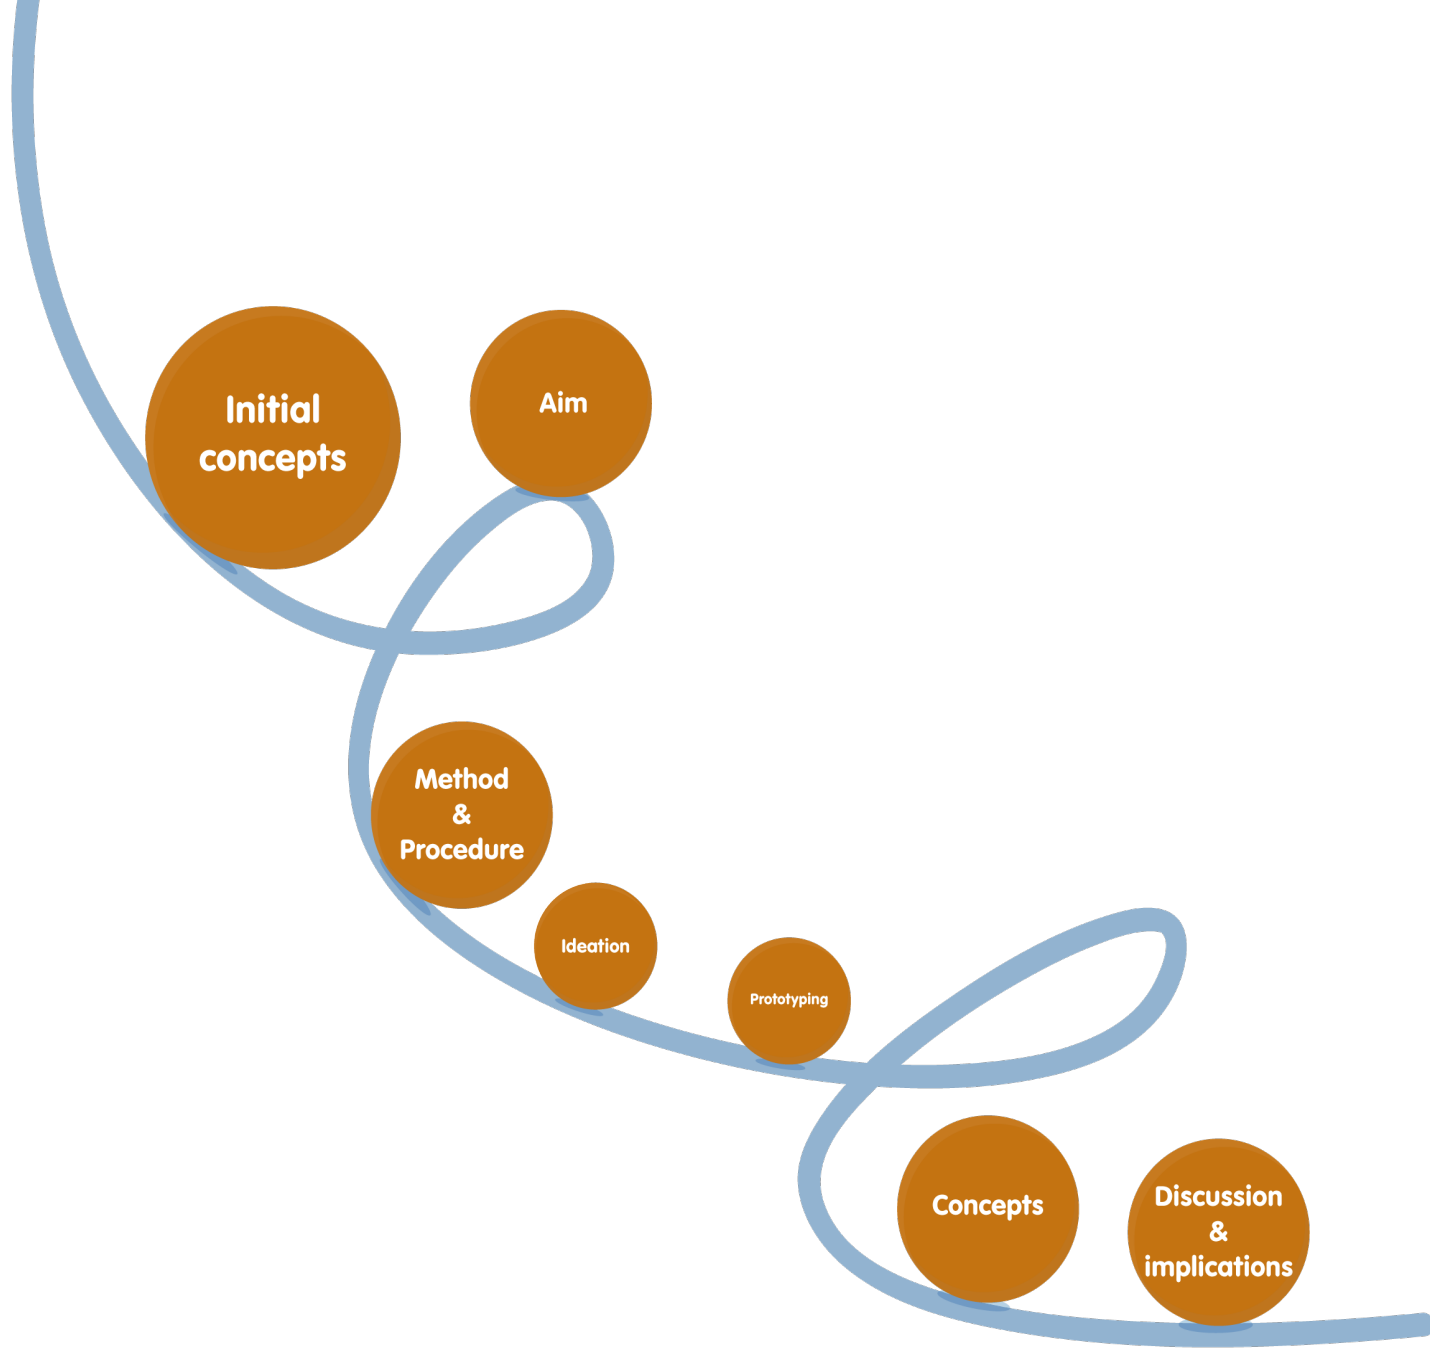 Initial
concepts
Aim
Method
&
Procedure
Ideation
Prototyping
Concepts
Discussion
&
implications